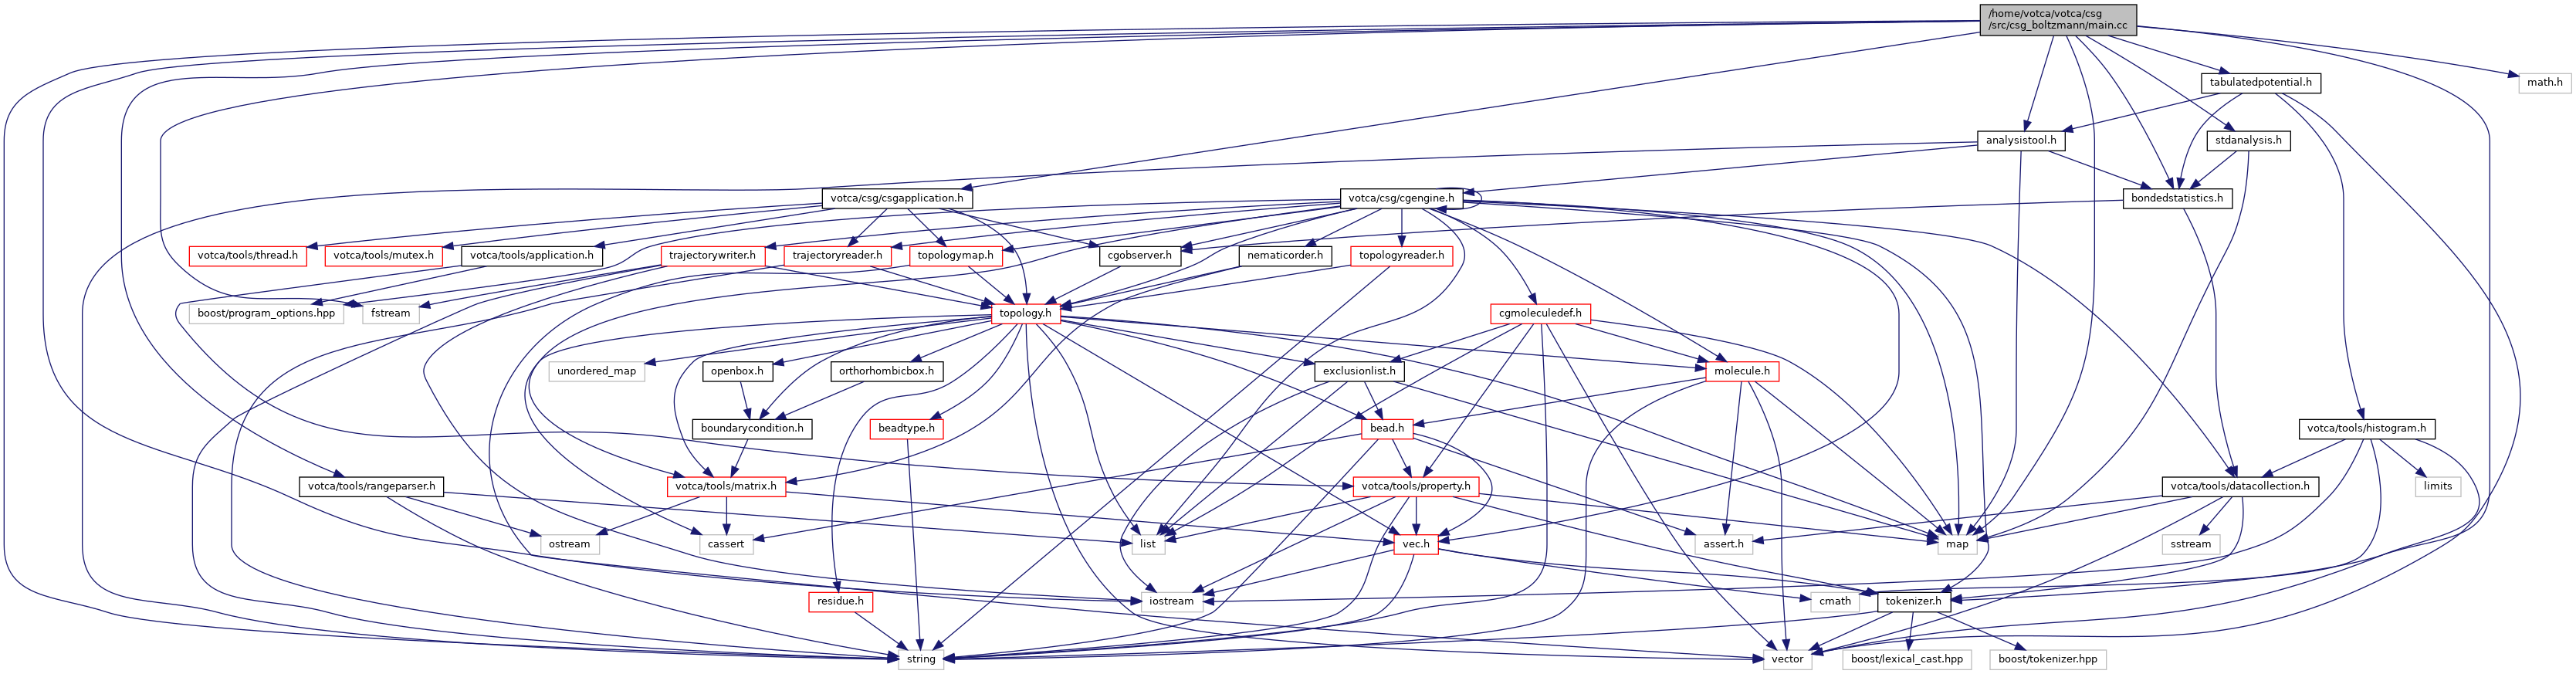 /home/votca/votca/csg
/src/csg_boltzmann/main.cc
tabulatedpotential.h
math.h
analysistool.h
stdanalysis.h
votca/csg/csgapplication.h
votca/csg/cgengine.h
bondedstatistics.h
votca/tools/thread.h
votca/tools/mutex.h
votca/tools/application.h
trajectorywriter.h
trajectoryreader.h
topologymap.h
cgobserver.h
nematicorder.h
topologyreader.h
boost/program_options.hpp
fstream
topology.h
cgmoleculedef.h
unordered_map
openbox.h
orthorhombicbox.h
exclusionlist.h
molecule.h
beadtype.h
boundarycondition.h
bead.h
votca/tools/histogram.h
votca/tools/rangeparser.h
votca/tools/matrix.h
votca/tools/property.h
votca/tools/datacollection.h
limits
ostream
cassert
list
vec.h
assert.h
map
sstream
residue.h
iostream
cmath
tokenizer.h
string
vector
boost/lexical_cast.hpp
boost/tokenizer.hpp